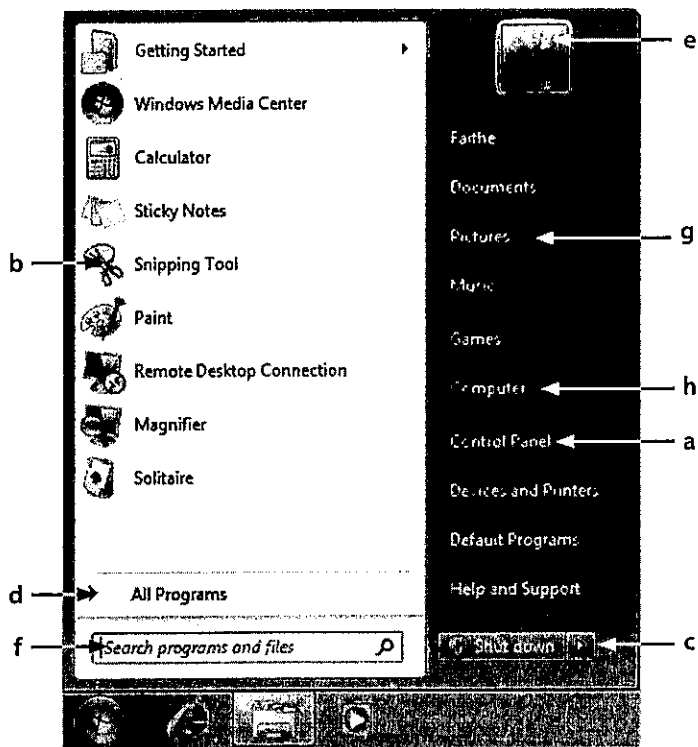 Getting Started
Windows Media Center
Calculator
Sticky Notes
b
Snipping Tool
Paint
Remote Desktop Connection
Magnifier
Solitaire
d
All Programs
f
Search programs and files
e
Documents
Pictures
g
Music
Games
Computer
h
Control Panel
a
Devices and Printers
Default Programs
Help and Support
Shut down
c